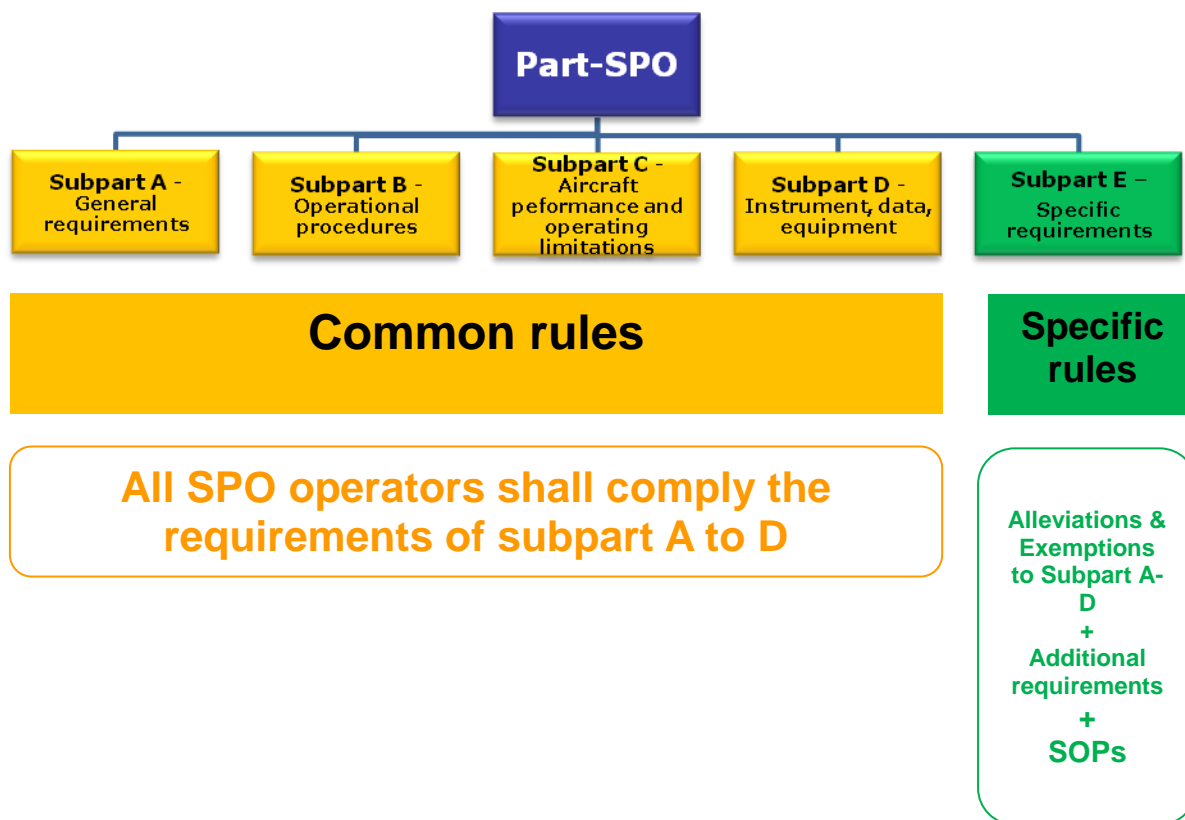 Part-SPO
Subpart A -
General
requirements
Subpart B -
Operational
procedures
Subpart C -
Aircraft
peformance and
operating
limitations
Subpart D -
Instrument, data,
equipment
Subpart E –
Specific
requirements
Common rules
Specific
rules
All SPO operators shall comply the
requirements of subpart A to D
Alleviations &
Exemptions
to Subpart A-
D
+
Additional
requirements
+
SOPs